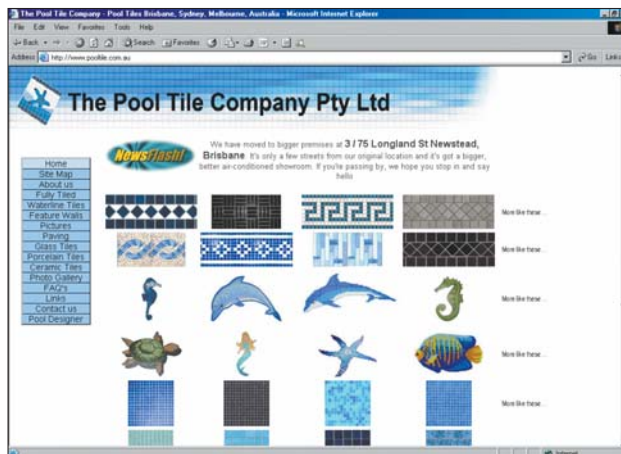 The Pool Tile Company - Pool Tiles Brisbane, Sydney, Melbourne, Australia - Microsoft Internet Explorer
File Edit View Favorites Tools Help
Back Search Favorites
Address http://www.pooltile.com.au Go Links
The Pool Tile Company Pty Ltd
NewsFlash!
We have moved to bigger premises at 3 / 75 Longland St Newstead,
Brisbane It's only a few streets from our original location and it's got a bigger,
better air-conditioned showroom. If you're passing by, we hope you stop in and say
hello
Home
Site Map
About us
Fully Tiled
Waterline Tiles
Feature Walls
Pictures
Paving
Glass Tiles
Porcelain Tiles
Ceramic Tiles
Photo Gallery
FAQ's
Links
Contact us
Pool Designer
More like these...
More like these...
More like these...
More like these...
More like these...
Internet